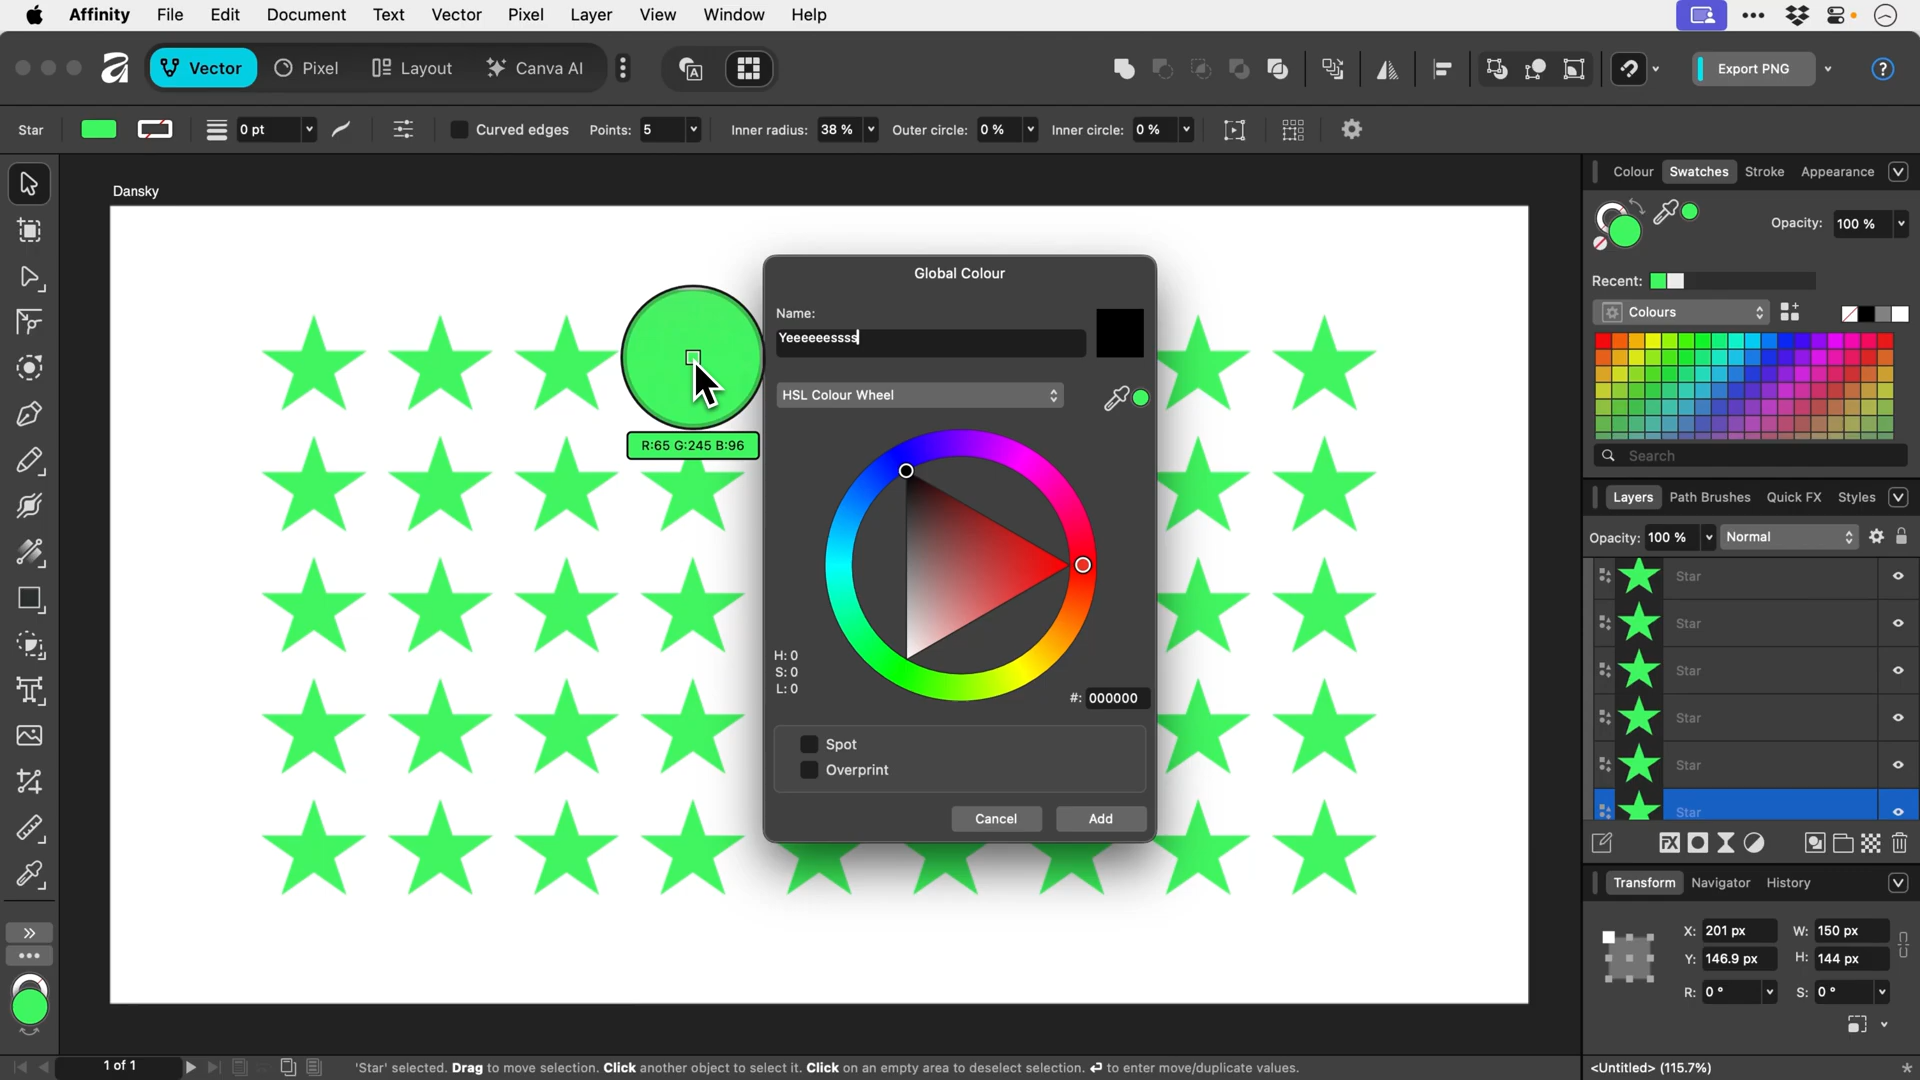 Affinity File Edit Document Text Vector Pixel Layer View Window Help
Vector Pixel Layout Canva AI Export PNG
Star 0 pt Curved edges Points: 5 Inner radius: 38 % Outer circle: 0 % Inner circle: 0 %
Dansky
Colour Swatches Stroke Appearance
Opacity: 100 %
Recent:
Colours
Search
Global Colour
Name:
Yeeeeeessss
HSL Colour Wheel
R:65 G:245 B:96
H: 0
S: 0
L: 0
#: 000000
Spot
Overprint
Cancel Add
Layers Path Brushes Quick FX Styles
Opacity: 100 % Normal
Star
Star
Star
Star
Star
Star
FX
Transform Navigator History
X: 201 px W: 150 px
Y: 146.9 px H: 144 px
R: 0 ° S: 0 °
1 of 1 'Star' selected. Drag to move selection. Click another object to select it. Click on an empty area to deselect selection. ⏎ to enter move/duplicate values. <Untitled> (115.7%) *